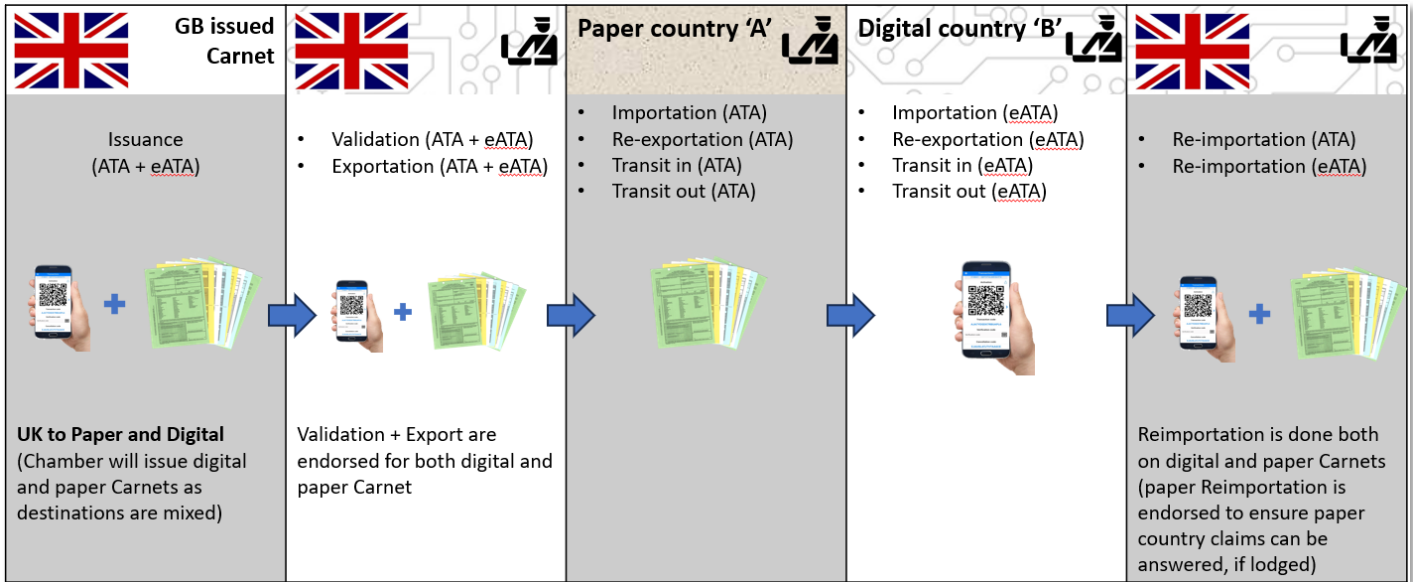 GB issued
Carnet
Issuance
(ATA + eATA)
UK to Paper and Digital
(Chamber will issue digital
and paper Carnets as
destinations are mixed)
• Validation (ATA + eATA)
• Exportation (ATA + eATA)
Validation + Export are
endorsed for both digital and
paper Carnet
Paper country ‘A’
• Importation (ATA)
• Re-exportation (ATA)
• Transit in (ATA)
• Transit out (ATA)
Digital country ‘B’
• Importation (eATA)
• Re-exportation (eATA)
• Transit in (eATA)
• Transit out (eATA)
• Re-importation (ATA)
• Re-importation (eATA)
Reimportation is done both
on digital and paper Carnets
(paper Reimportation is
endorsed to ensure paper
country claims can be
answered, if lodged)